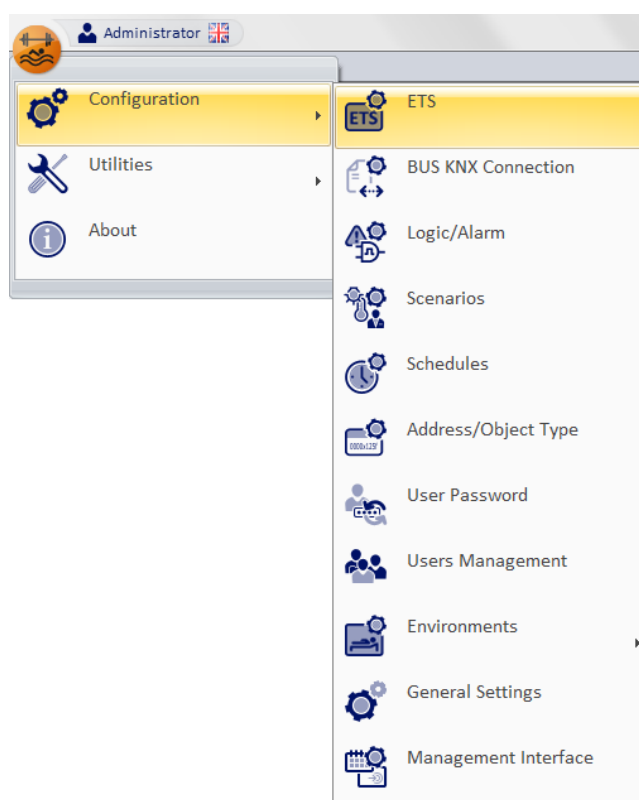 Administrator
Configuration
Utilities
About
ETS
ETS
BUS KNX Connection
Logic/Alarm
Scenarios
Schedules
Address/Object Type
User Password
Users Management
Environments
General Settings
Management Interface